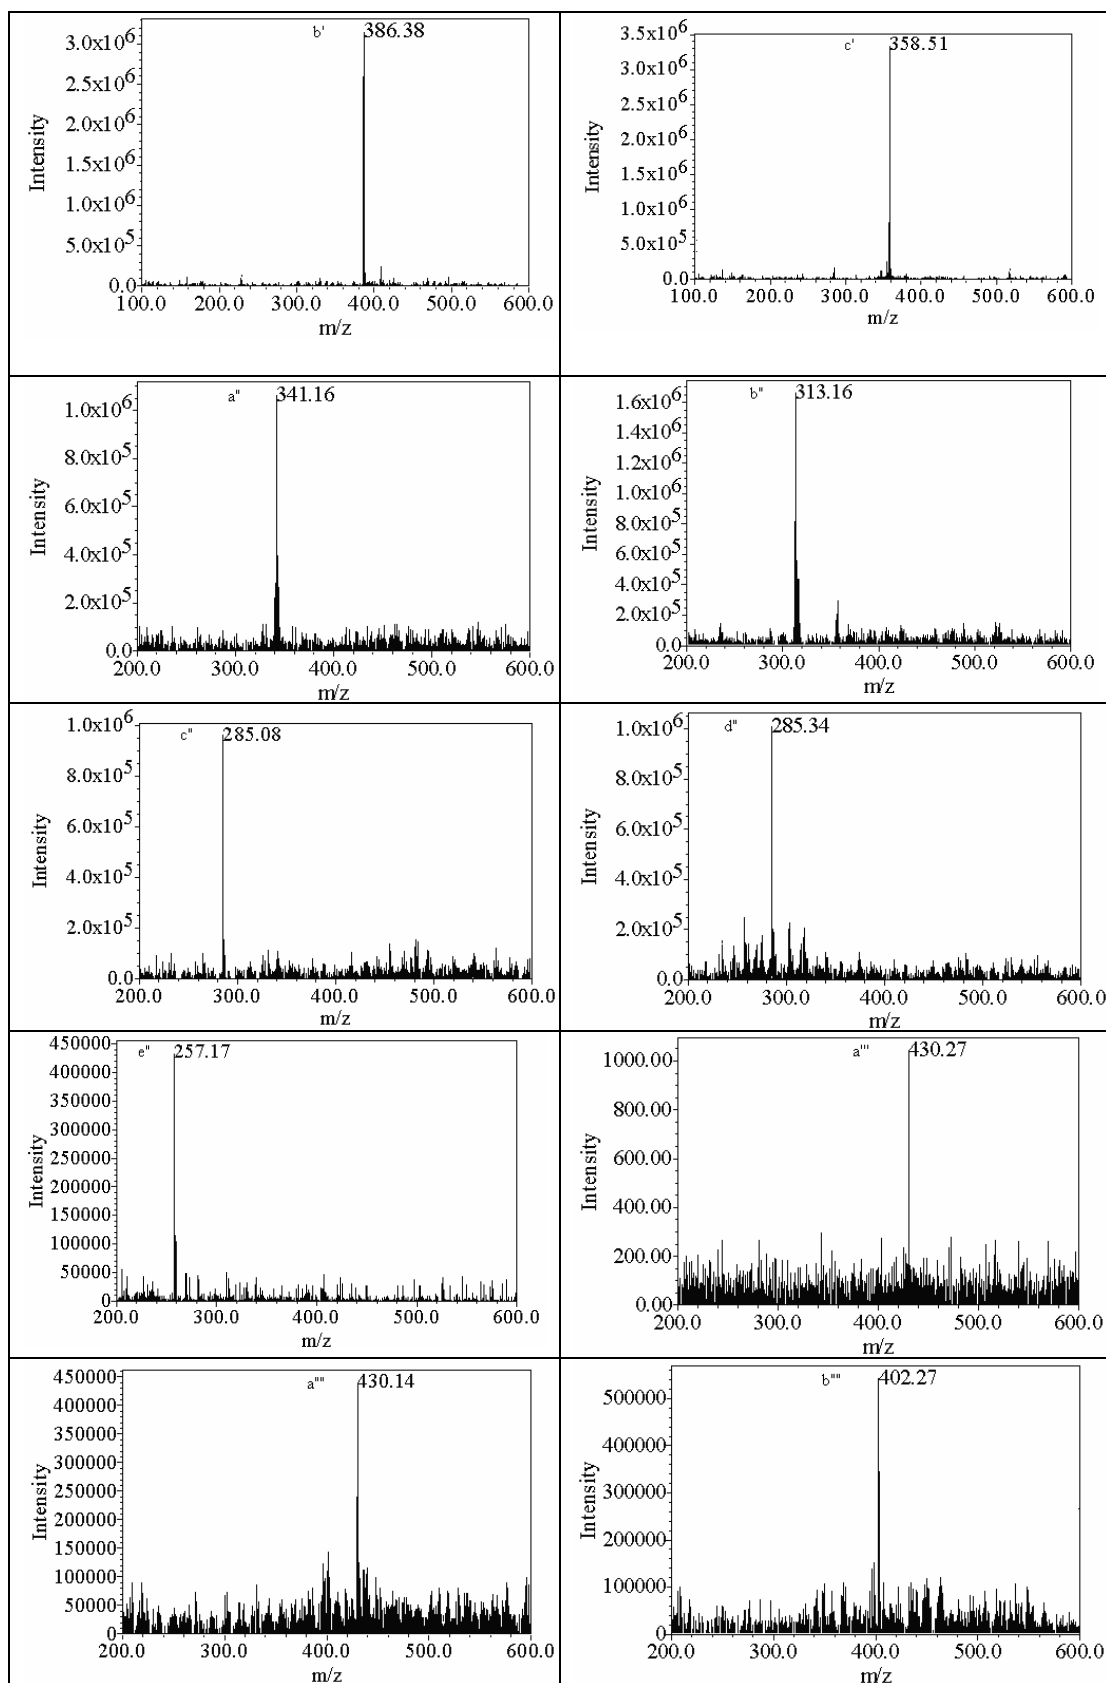 b' 386.38
3.0x10^6
2.5x10^6
2.0x10^6
1.5x10^6
1.0x10^6
5.0x10^5
0.0
Intensity
100.0 200.0 300.0 400.0 500.0 600.0
m/z
c' 358.51
3.5x10^6
3.0x10^6
2.5x10^6
2.0x10^6
1.5x10^6
1.0x10^6
5.0x10^5
0.0
Intensity
100.0 200.0 300.0 400.0 500.0 600.0
m/z
a" 341.16
1.0x10^6
8.0x10^5
6.0x10^5
4.0x10^5
2.0x10^5
0.0
Intensity
200.0 300.0 400.0 500.0 600.0
m/z
b" 313.16
1.6x10^6
1.4x10^6
1.2x10^6
1.0x10^6
8.0x10^5
6.0x10^5
4.0x10^5
2.0x10^5
0.0
Intensity
200.0 300.0 400.0 500.0 600.0
m/z
c" 285.08
1.0x10^6
8.0x10^5
6.0x10^5
4.0x10^5
2.0x10^5
0.0
Intensity
200.0 300.0 400.0 500.0 600.0
m/z
d" 285.34
1.0x10^6
8.0x10^5
6.0x10^5
4.0x10^5
2.0x10^5
0.0
Intensity
200.0 300.0 400.0 500.0 600.0
m/z
e" 257.17
450000
400000
350000
300000
250000
200000
150000
100000
50000
0
Intensity
200.0 300.0 400.0 500.0 600.0
m/z
a''' 430.27
1000.00
800.00
600.00
400.00
200.00
0.00
Intensity
200.0 300.0 400.0 500.0 600.0
m/z
a'''' 430.14
450000
400000
350000
300000
250000
200000
150000
100000
50000
0
Intensity
200.0 300.0 400.0 500.0 600.0
m/z
b'''' 402.27
500000
400000
300000
200000
100000
0
Intensity
200.0 300.0 400.0 500.0 600.0
m/z